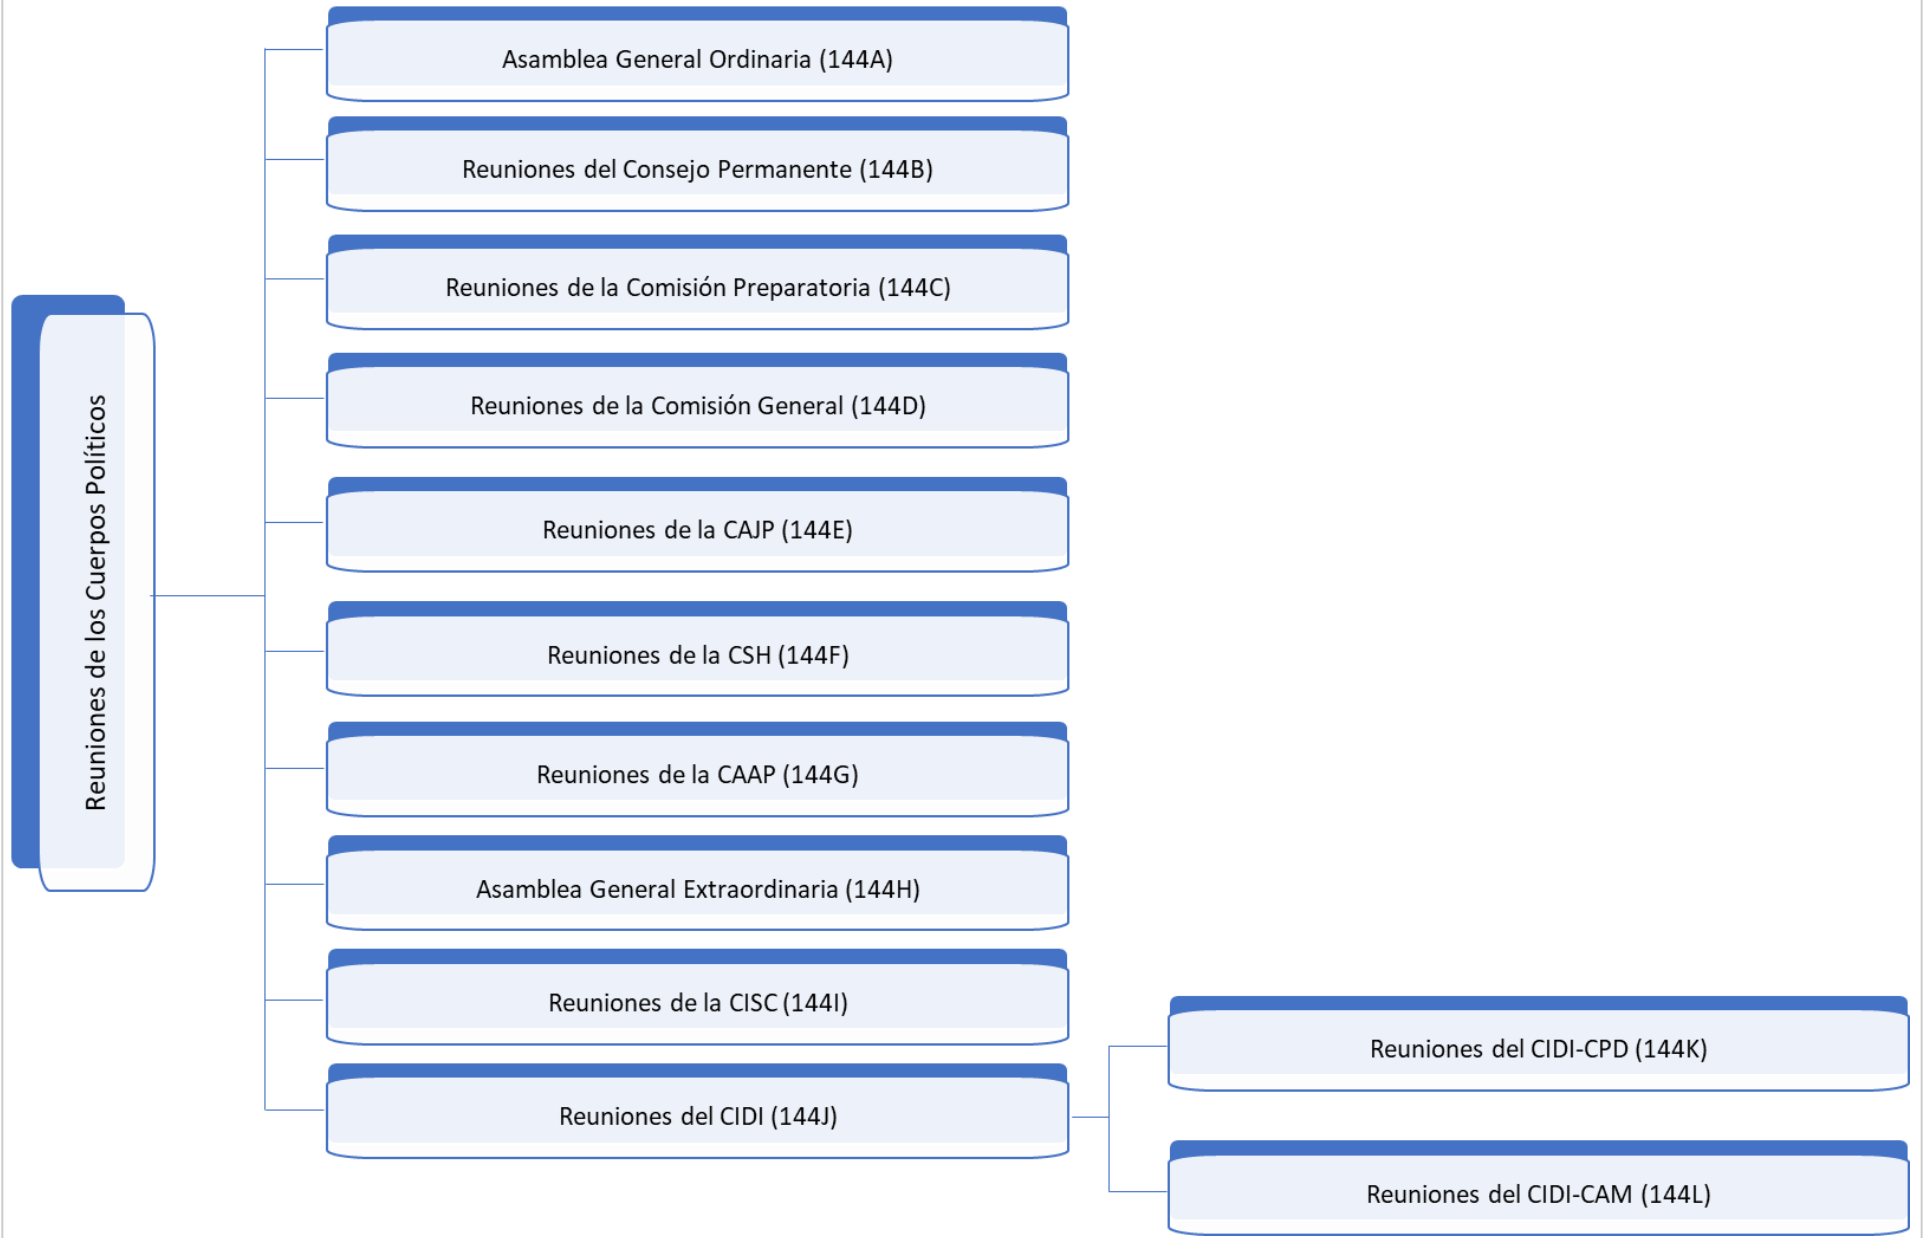 Reuniones de los Cuerpos Políticos
Asamblea General Ordinaria (144A)
Reuniones del Consejo Permanente (144B)
Reuniones de la Comisión Preparatoria (144C)
Reuniones de la Comisión General (144D)
Reuniones de la CAJP (144E)
Reuniones de la CSH (144F)
Reuniones de la CAAP (144G)
Asamblea General Extraordinaria (144H)
Reuniones de la CISC (144I)
Reuniones del CIDI (144J)
Reuniones del CIDI-CPD (144K)
Reuniones del CIDI-CAM (144L)